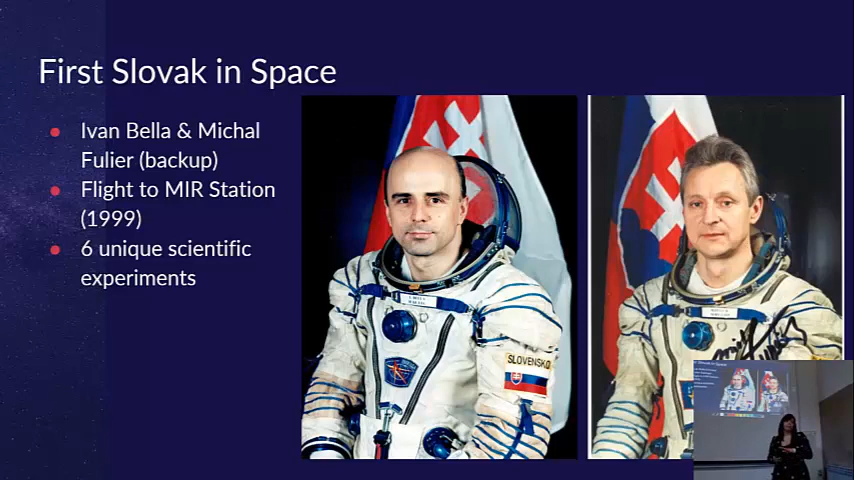 First Slovak in Space
Ivan Bella & Michal
Fulier (backup)
Flight to MIR Station
(1999)
6 unique scientific
experiments
SLOVENSKO